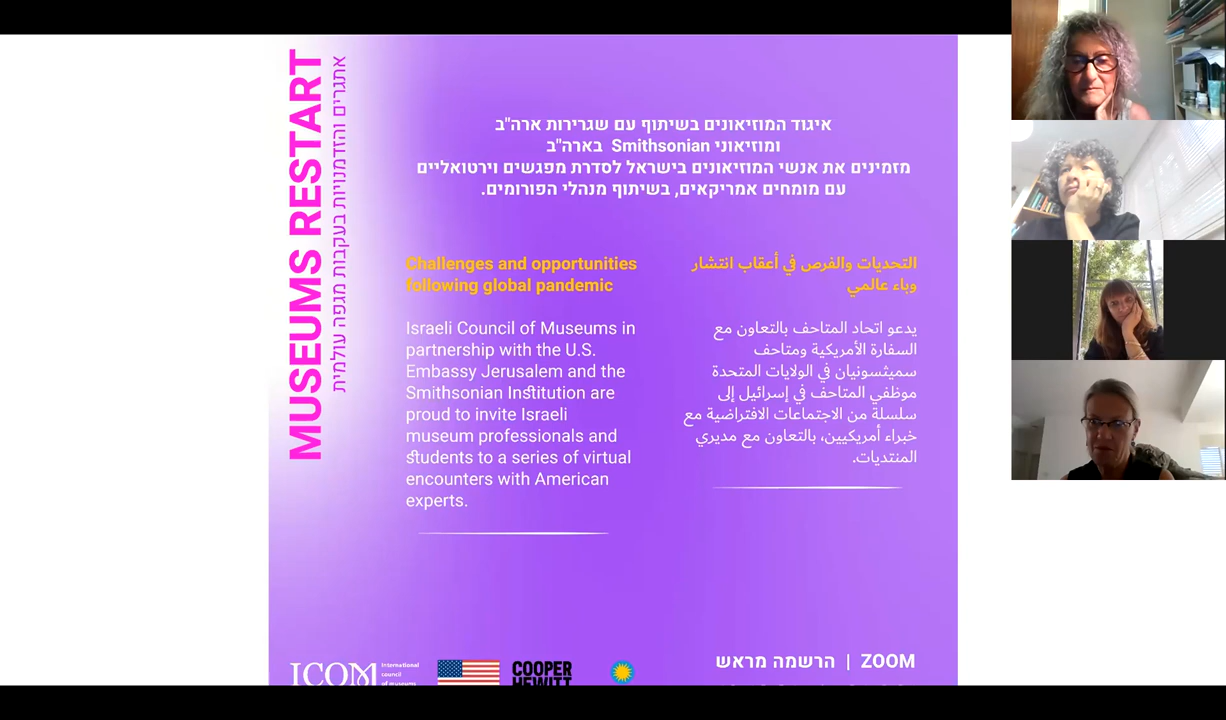 MUSEUMS RESTART
אתגרים והזדמנויות בעקבות מגפה עולמית
איגוד המוזיאונים בשיתוף עם שגרירות ארה"ב
ומוזיאוני Smithsonian בארה"ב
מזמינים את אנשי המוזיאונים בישראל לסדרת מפגשים וירטואליים
עם מומחים אמריקאים, בשיתוף מנהלי הפורומים.
Challenges and opportunities
following global pandemic
Israeli Council of Museums in
partnership with the U.S.
Embassy Jerusalem and the
Smithsonian Institution are
proud to invite Israeli
museum professionals and
students to a series of virtual
encounters with American
experts.
التحديات والفرص في أعقاب انتشار
وباء عالمي
يدعو اتحاد المتاحف بالتعاون مع
السفارة الأمريكية ومتاحف
سميثسونيان في الولايات المتحدة
موظفي المتاحف في إسرائيل إلى
سلسلة من الاجتماعات الافتراضية مع
خبراء أمريكيين، بالتعاون مع مديري
المنتديات.
ZOOM | הרשמה מראש
ICOM
international
council
of museums
COOPER
HEWITT